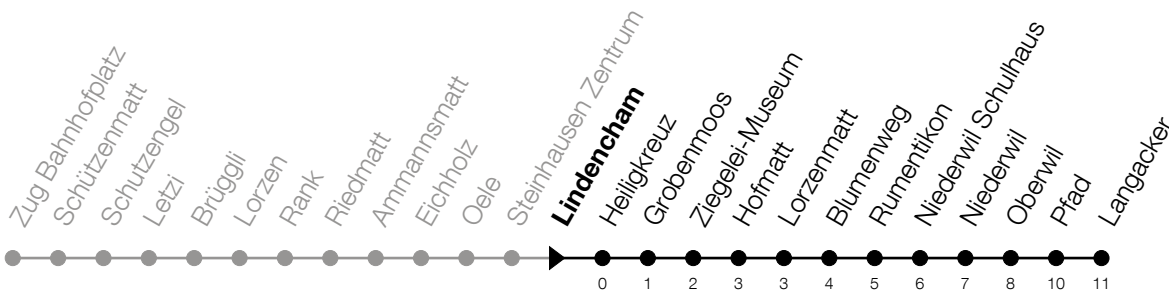 Zug Bahnhofplatz
Schützenmatt
Schutzengel
Letzi
Brüggli
Lorzen
Rank
Riedmatt
Ammannsmatt
Eichholz
Oele
Steinhausen Zentrum
Lindencham
Heiligkreuz
Grobenmoos
Ziegelei-Museum
Hofmatt
Lorzenmatt
Blumenweg
Rumentikon
Niederwil Schulhaus
Niederwil
Oberwil
Pfad
Langacker
0 1 2 3 3 4 5 6 7 8 10 11